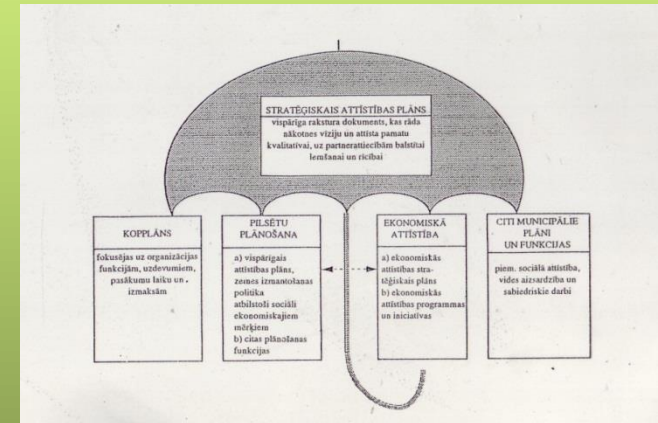 STRATĒĢISKAIS ATTĪSTĪBAS PLĀNS
vispārīga rakstura dokuments, kas rāda
nākotnes vīziju un attīsta pamatu
kvalitatīvai, uz partnerattiecībām balstītai
lemšanai un rīcībai
KOPPLĀNS
fokusējas uz organizācijas
funkcijām, uzdevumiem,
pasākumu laiku un
izmaksām
PILSĒTU
PLĀNOŠANA
a) vispārīgais
attīstības plāns,
zemes izmantošanas
politika
atbilstoši sociāli
ekonomiskajiem
mērķiem
b) citas plānošanas
funkcijas
EKONOMISKĀ
ATTĪSTĪBA
a) ekonomiskās
attīstības stra-
tēģiskais plāns
b) ekonomiskās
attīstības programmas
un iniciatīvas
CITI MUNICIPĀLIE
PLĀNI
UN FUNKCIJAS
piem. sociālā attīstība,
vides aizsardzība un
sabiedriskie darbi